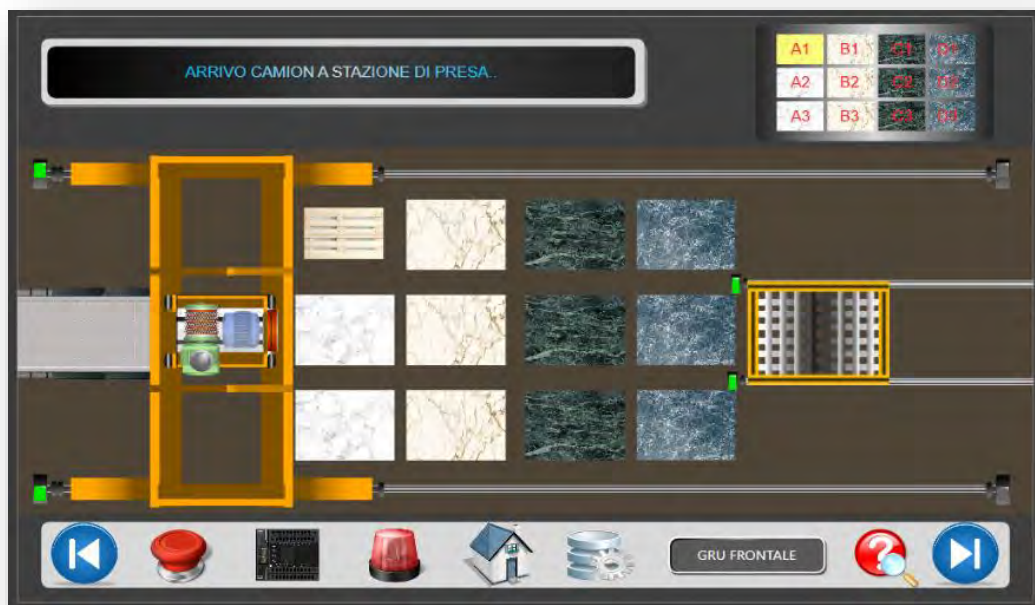 ARRIVO CAMION A STAZIONE DI PRESA..
A1 B1 C1 D1
A2 B2 C2 D2
A3 B3 C3 D3
GRU FRONTALE